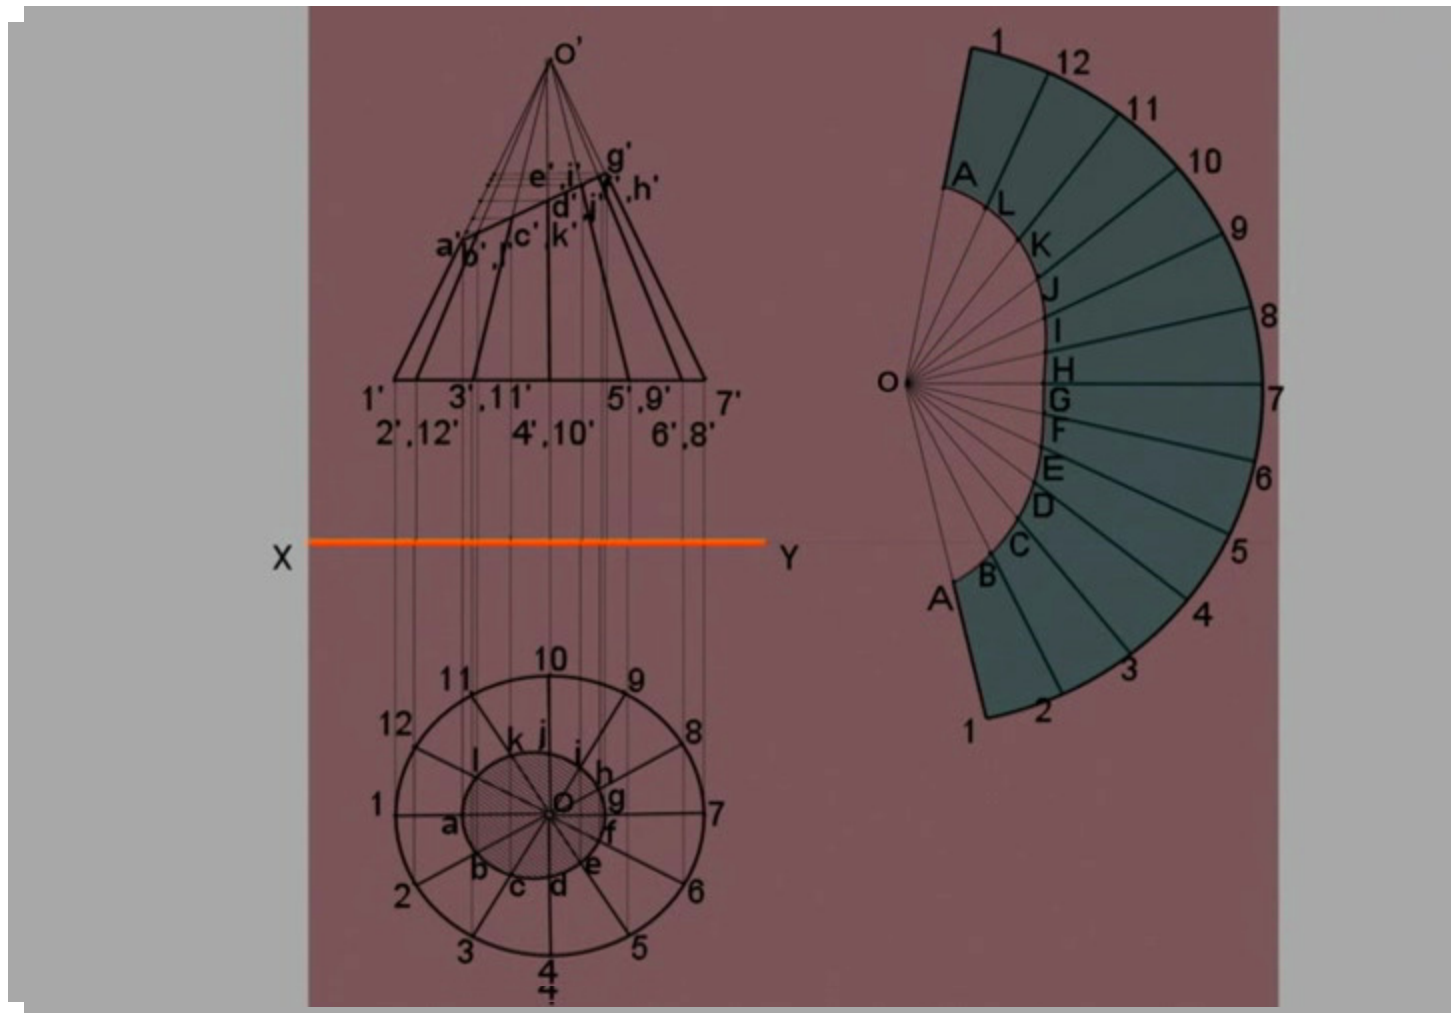 O'
g'
e',i'
f',h'
d',j'
a'
c',k'
b',l'
1'
3',11'
5',9'
7'
2',12'
4',10'
6',8'
X
Y
10
11
9
12
8
k
j
i
l
h
1
O
g
7
a
f
b
e
c
d
2
6
3
5
4
4
1
12
11
A
10
L
9
K
J
8
I
H
O
G
7
F
E
6
D
C
5
B
A
4
3
2
1